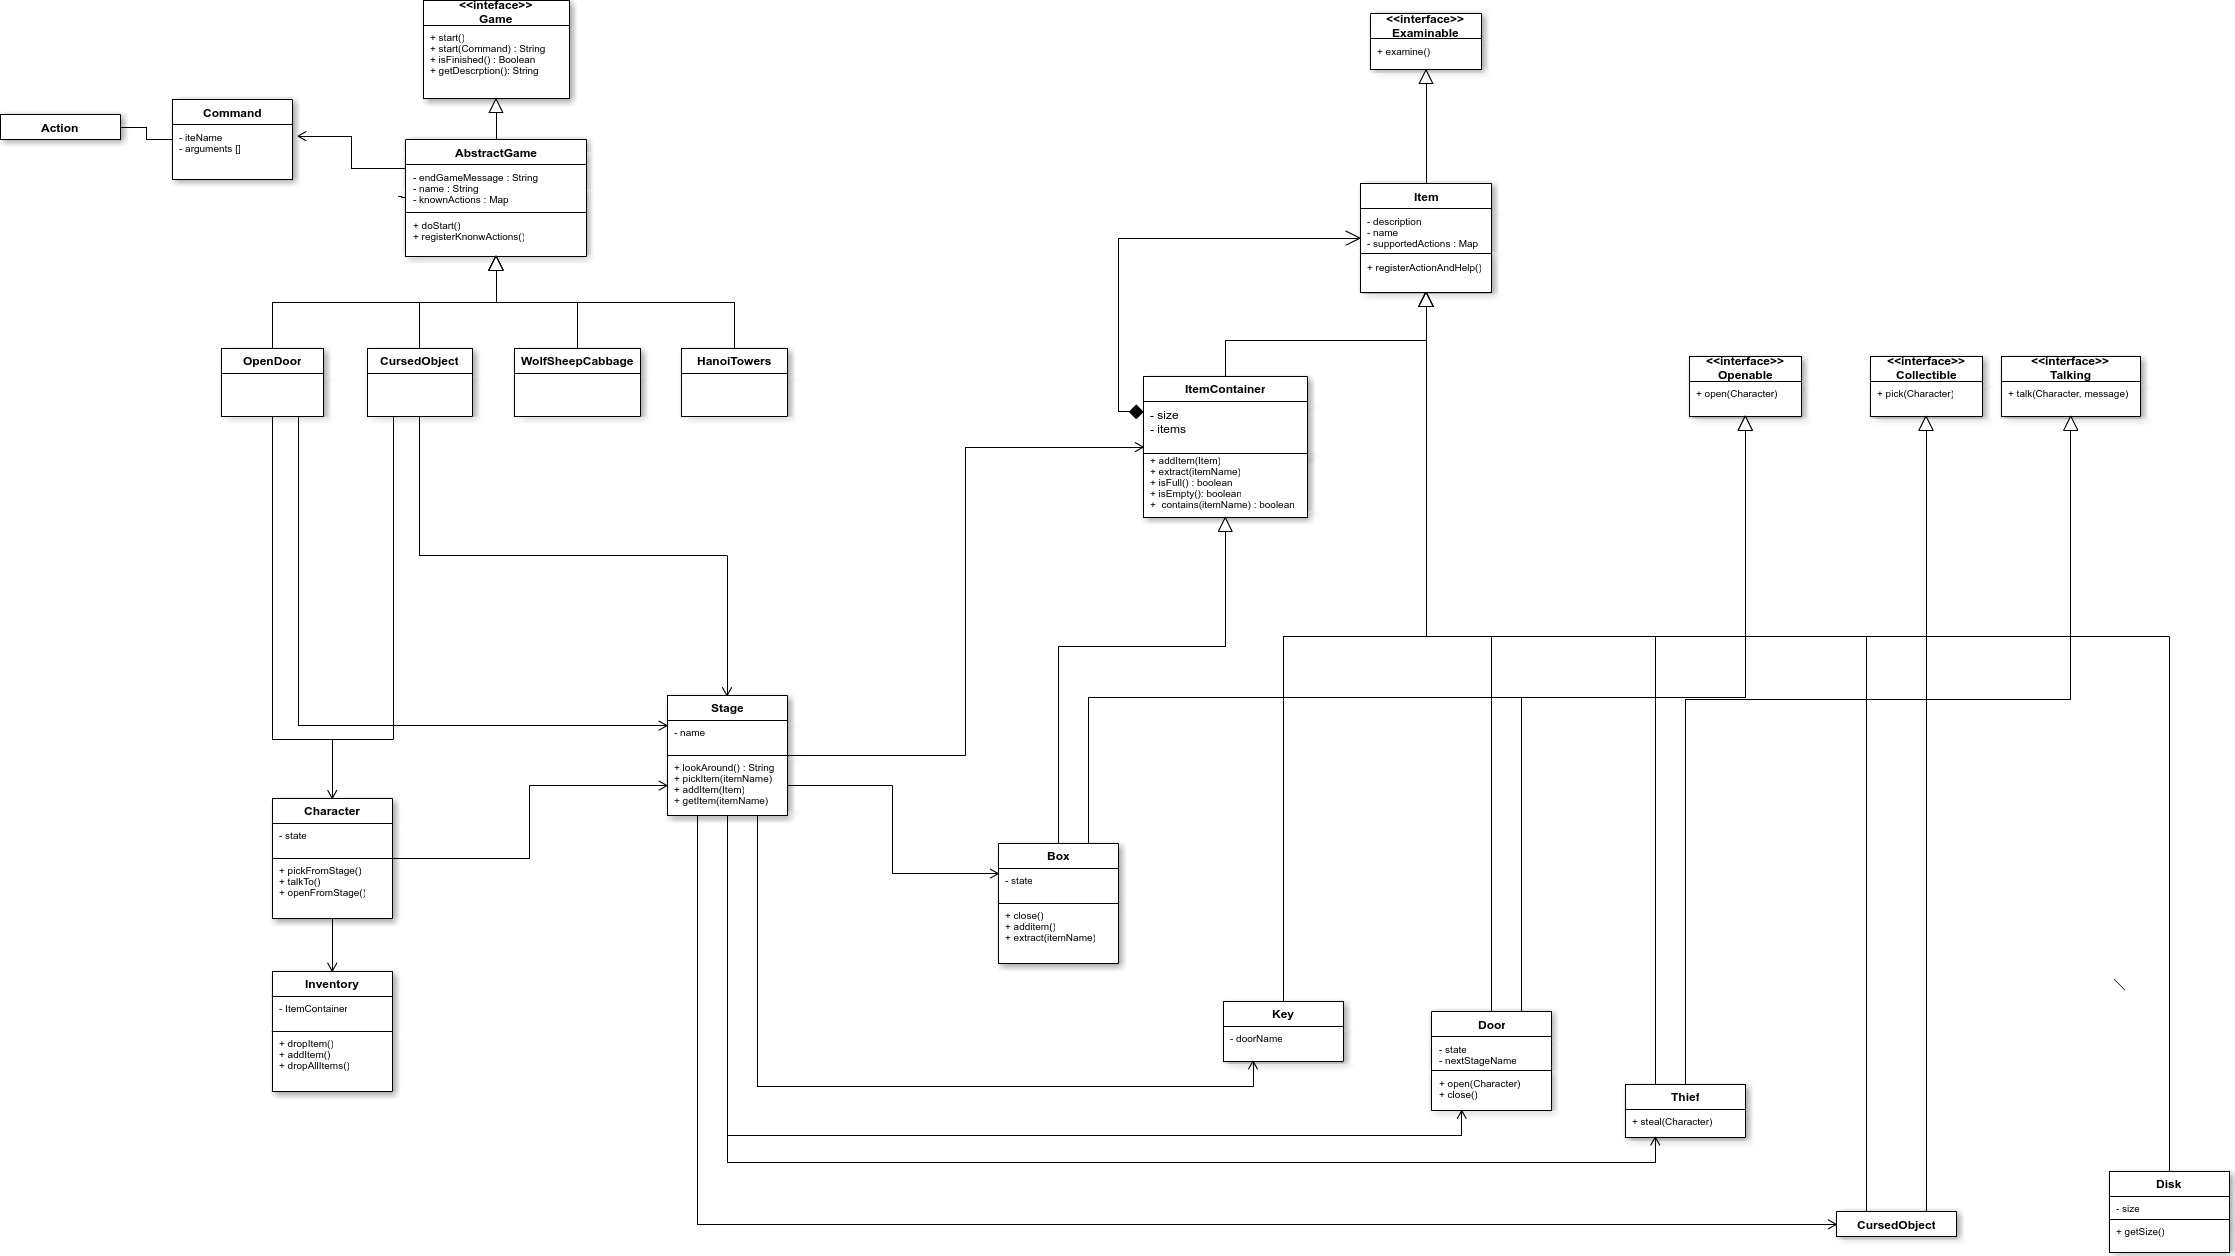 <<inteface>>
Game
+ start()
+ start(Command) : String
+ isFinished() : Boolean
+ getDescrption(): String
<<interface>>
Examinable
+ examine()
Action
Command
- iteName
- arguments []
AbstractGame
- endGameMessage : String
- name : String
- knownActions : Map
+ doStart()
+ registerKnonwActions()
Item
- description
- name
- supportedActions : Map
+ registerActionAndHelp()
OpenDoor
CursedObject
WolfSheepCabbage
HanoiTowers
ItemContainer
- size
- items
+ addItem(Item)
+ extract(itemName)
+ isFull() : boolean
+ isEmpty(): boolean
+  contains(itemName) : boolean
<<interface>>
Openable
+ open(Character)
<<interface>>
Collectible
+ pick(Character)
<<interface>>
Talking
+ talk(Character, message)
Stage
- name
+ lookAround() : String
+ pickItem(itemName)
+ addItem(Item)
+ getItem(itemName)
Character
- state
+ pickFromStage()
+ talkTo()
+ openFromStage()
Box
- state
+ close()
+ additem()
+ extract(itemName)
Inventory
- ItemContainer
+ dropItem()
+ addItem()
+ dropAllItems()
Key
- doorName
Door
- state
- nextStageName
+ open(Character)
+ close()
Thief
+ steal(Character)
CursedObject
Disk
- size
+ getSize()